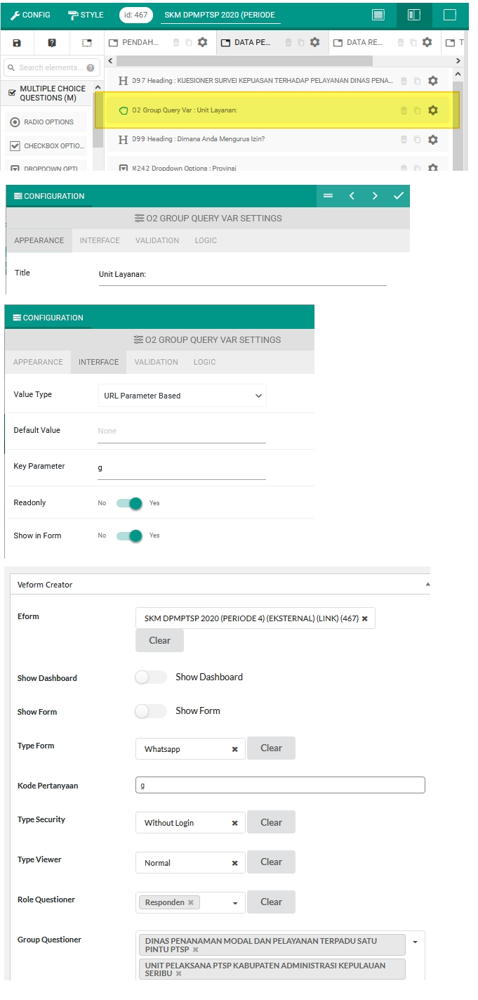 CONFIG STYLE id: 467 SKM DPMPTSP 2020 (PERIODE
PENDAH... DATA PE... DATA RE... T
Search elements....
MULTIPLE CHOICE
QUESTIONS (M)
RADIO OPTIONS
CHECKBOX OPTIO...
DROPDOWN OPTI
D97 Heading : KUESIONER SURVEI KEPUASAN TERHADAP PELAYANAN DINAS PENA...
O2 Group Query Var : Unit Layanan:
D99 Heading : Dimana Anda Mengurus Izin?
M242 Dropdown Options : Provinsi
CONFIGURATION
O2 GROUP QUERY VAR SETTINGS
APPEARANCE INTERFACE VALIDATION LOGIC
Title Unit Layanan:
CONFIGURATION
O2 GROUP QUERY VAR SETTINGS
APPEARANCE INTERFACE VALIDATION LOGIC
Value Type URL Parameter Based
Default Value None
Key Parameter g
Readonly No Yes
Show in Form No Yes
Veform Creator
Eform SKM DPMPTSP 2020 (PERIODE 4) (EKSTERNAL) (LINK) (467)
Clear
Show Dashboard Show Dashboard
Show Form Show Form
Type Form Whatsapp Clear
Kode Pertanyaan g
Type Security Without Login Clear
Type Viewer Normal Clear
Role Questioner Responden Clear
Group Questioner DINAS PENANAMAN MODAL DAN PELAYANAN TERPADU SATU
PINTU PTSP
UNIT PELAKSANA PTSP KABUPATEN ADMINISTRASI KEPULAUAN
SERIBU